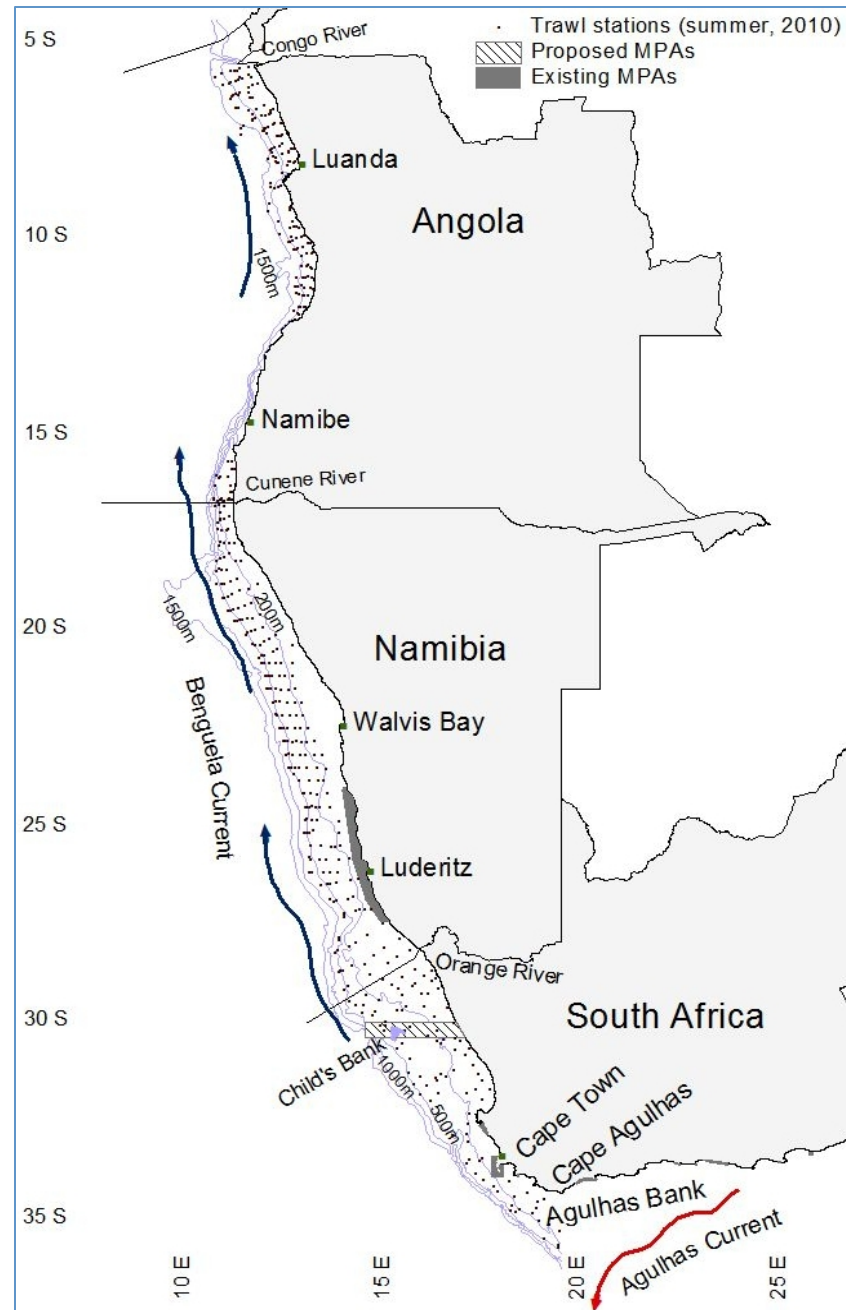 Trawl stations (summer, 2010)
Proposed MPAs
Existing MPAs
5 S
Congo River
Luanda
Angola
10 S
1500m
15 S
Namibe
Cunene River
1500m
200m
20 S
Namibia
Benguela Current
Walvis Bay
25 S
Luderitz
Orange River
30 S
South Africa
Child's Bank
1000m
500m
Cape Town
Cape Agulhas
35 S
Agulhas Bank
Agulhas Current
10 E
15 E
20 E
25 E